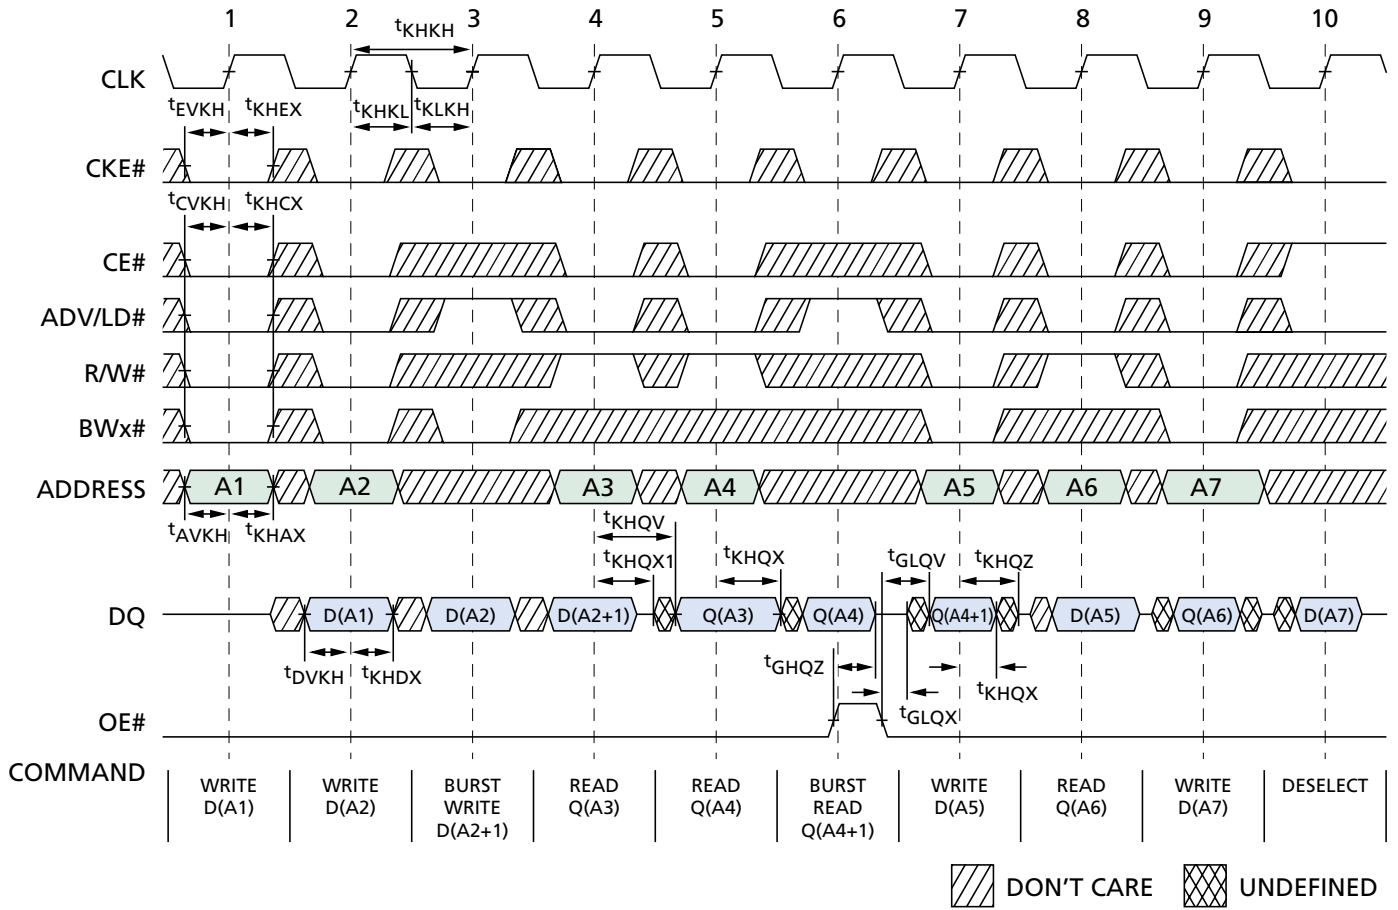 1 2 3 4 5 6 7 8 9 10
tKHKH
CLK
tEVKH tKHEX tKHKL tKLKH
CKE#
tCVKH tKHCX
CE#
ADV/LD#
R/W#
BWx#
ADDRESS A1 A2 A3 A4 A5 A6 A7
tAVKH tKHAX tKHQV
tKHQX1 tKHQX tGLQV tKHQZ
DQ D(A1) D(A2) D(A2+1) Q(A3) Q(A4) Q(A4+1) D(A5) Q(A6) D(A7)
tDVKH tKHDX tGHQZ tKHQX
tGLQX
OE#
COMMAND
WRITE
D(A1)
WRITE
D(A2)
BURST
WRITE
D(A2+1)
READ
Q(A3)
READ
Q(A4)
BURST
READ
Q(A4+1)
WRITE
D(A5)
READ
Q(A6)
WRITE
D(A7)
DESELECT
DON'T CARE UNDEFINED